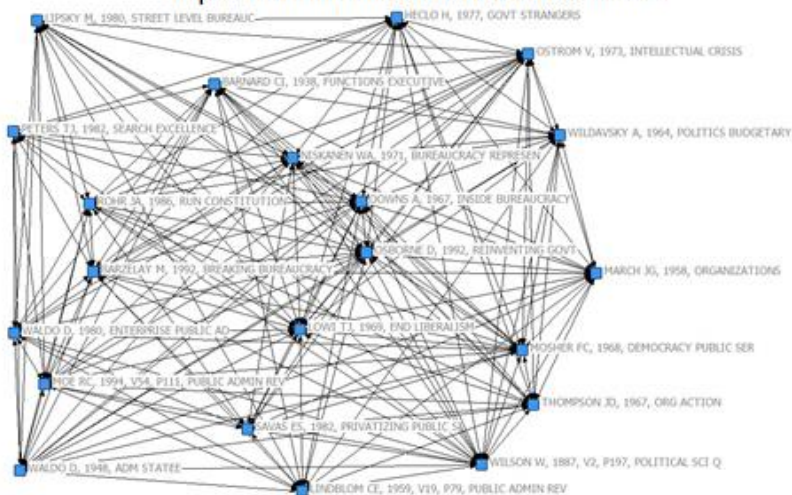 LIPSKY M, 1980, STREET LEVEL BUREAUC
HECLO H, 1977, GOVT STRANGERS
OSTROM V, 1973, INTELLECTUAL CRISIS
BARNARD CI, 1938, FUNCTIONS EXECUTIVE
PETERS TJ, 1982, SEARCH EXCELLENCE
WILDAVSKY A, 1964, POLITICS BUDGETARY
NISKANEN WA, 1971, BUREAUCRACY REPRESEN
ROHR JA, 1986, RUN CONSTITUTION
DOWNS A, 1967, INSIDE BUREAUCRACY
OSBORNE D, 1992, REINVENTING GOVT
BARZELAY M, 1992, BREAKING BUREAUCRACY
MARCH JG, 1958, ORGANIZATIONS
WALDO D, 1980, ENTERPRISE PUBLIC AD
LOWI TJ, 1969, END LIBERALISM
MOSHER FC, 1968, DEMOCRACY PUBLIC SER
MOE RC, 1994, V54, P111, PUBLIC ADMIN REV
THOMPSON JD, 1967, ORG ACTION
SAVAS ES, 1982, PRIVATIZING PUBLIC S
WILSON W, 1887, V2, P197, POLITICAL SCI Q
WALDO D, 1948, ADM STATEE
LINDBLOM CE, 1959, V19, P79, PUBLIC ADMIN REV